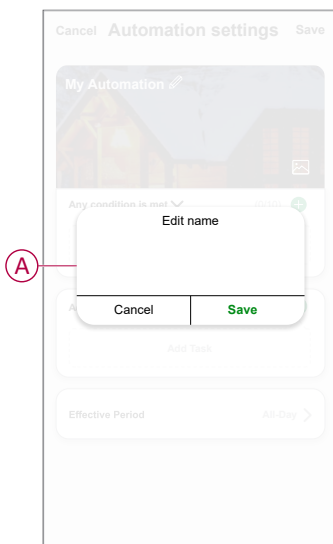 Cancel Automation settings Save
My Automation
Any condition is met
Edit name
A
Cancel Save
Add Task
Effective Period All-Day